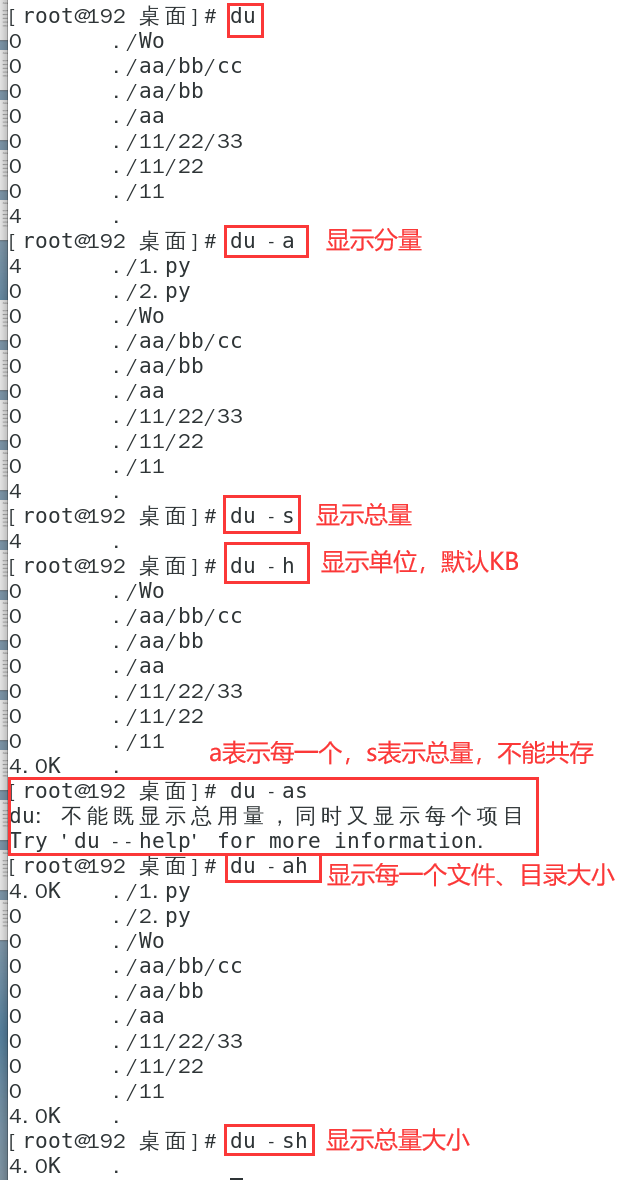 [root@192 桌面]# du
0 ./Wo
0 ./aa/bb/cc
0 ./aa/bb
0 ./aa
0 ./11/22/33
0 ./11/22
0 ./11
4 .
[root@192 桌面]# du -a 显示分量
4 ./1.py
0 ./2.py
0 ./Wo
0 ./aa/bb/cc
0 ./aa/bb
0 ./aa
0 ./11/22/33
0 ./11/22
0 ./11
4 .
[root@192 桌面]# du -s 显示总量
4 .
[root@192 桌面]# du -h 显示单位，默认KB
0 ./Wo
0 ./aa/bb/cc
0 ./aa/bb
0 ./aa
0 ./11/22/33
0 ./11/22
0 ./11
a表示每一个，s表示总量，不能共存
4.0K .
[root@192 桌面]# du -as
du: 不能既显示总用量，同时又显示每个项目
Try 'du --help' for more information.
[root@192 桌面]# du -ah 显示每一个文件、目录大小
4.0K ./1.py
0 ./2.py
0 ./Wo
0 ./aa/bb/cc
0 ./aa/bb
0 ./aa
0 ./11/22/33
0 ./11/22
0 ./11
4.0K .
[root@192 桌面]# du -sh 显示总量大小
4.0K .